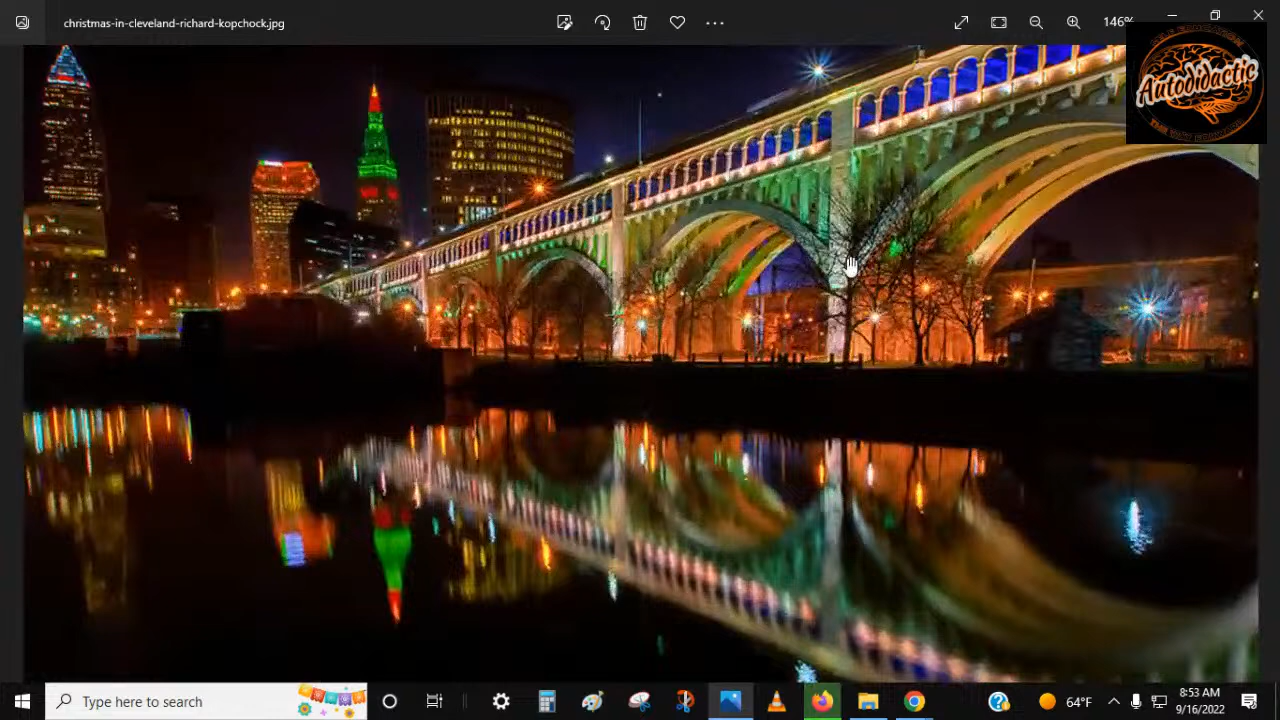 christmas-in-cleveland-richard-kopchock.jpg
146%
Autodidactic
Type here to search
64°F
8:53 AM
9/16/2022